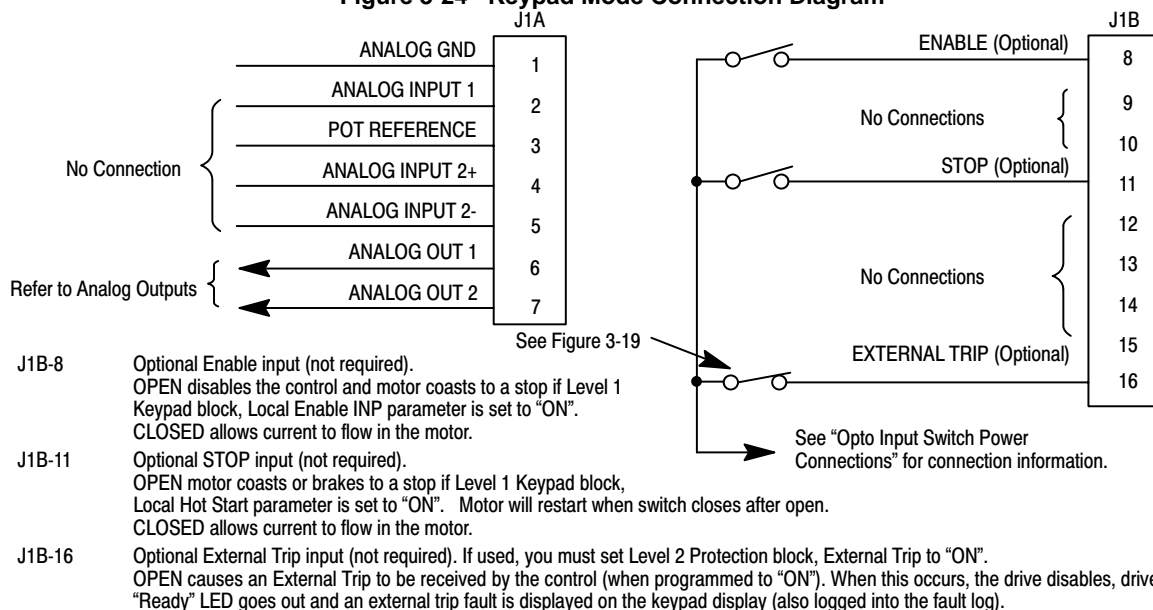 Figure 3-24 Keypad Mode Connection Diagram
J1A
ANALOG GND
1
ANALOG INPUT 1
2
POT REFERENCE
3
No Connection
ANALOG INPUT 2+
4
ANALOG INPUT 2-
5
ANALOG OUT 1
6
Refer to Analog Outputs
ANALOG OUT 2
7
J1B
ENABLE (Optional)
8
No Connections
9
10
STOP (Optional)
11
12
No Connections
13
14
15
See Figure 3-19
EXTERNAL TRIP (Optional)
16
See “Opto Input Switch Power
Connections” for connection information.
J1B-8 Optional Enable input (not required).
OPEN disables the control and motor coasts to a stop if Level 1
Keypad block, Local Enable INP parameter is set to “ON”.
CLOSED allows current to flow in the motor.
J1B-11 Optional STOP input (not required).
OPEN motor coasts or brakes to a stop if Level 1 Keypad block,
Local Hot Start parameter is set to “ON”. Motor will restart when switch closes after open.
CLOSED allows current to flow in the motor.
J1B-16 Optional External Trip input (not required). If used, you must set Level 2 Protection block, External Trip to “ON”.
OPEN causes an External Trip to be received by the control (when programmed to “ON”). When this occurs, the drive disables, drive
“Ready” LED goes out and an external trip fault is displayed on the keypad display (also logged into the fault log).